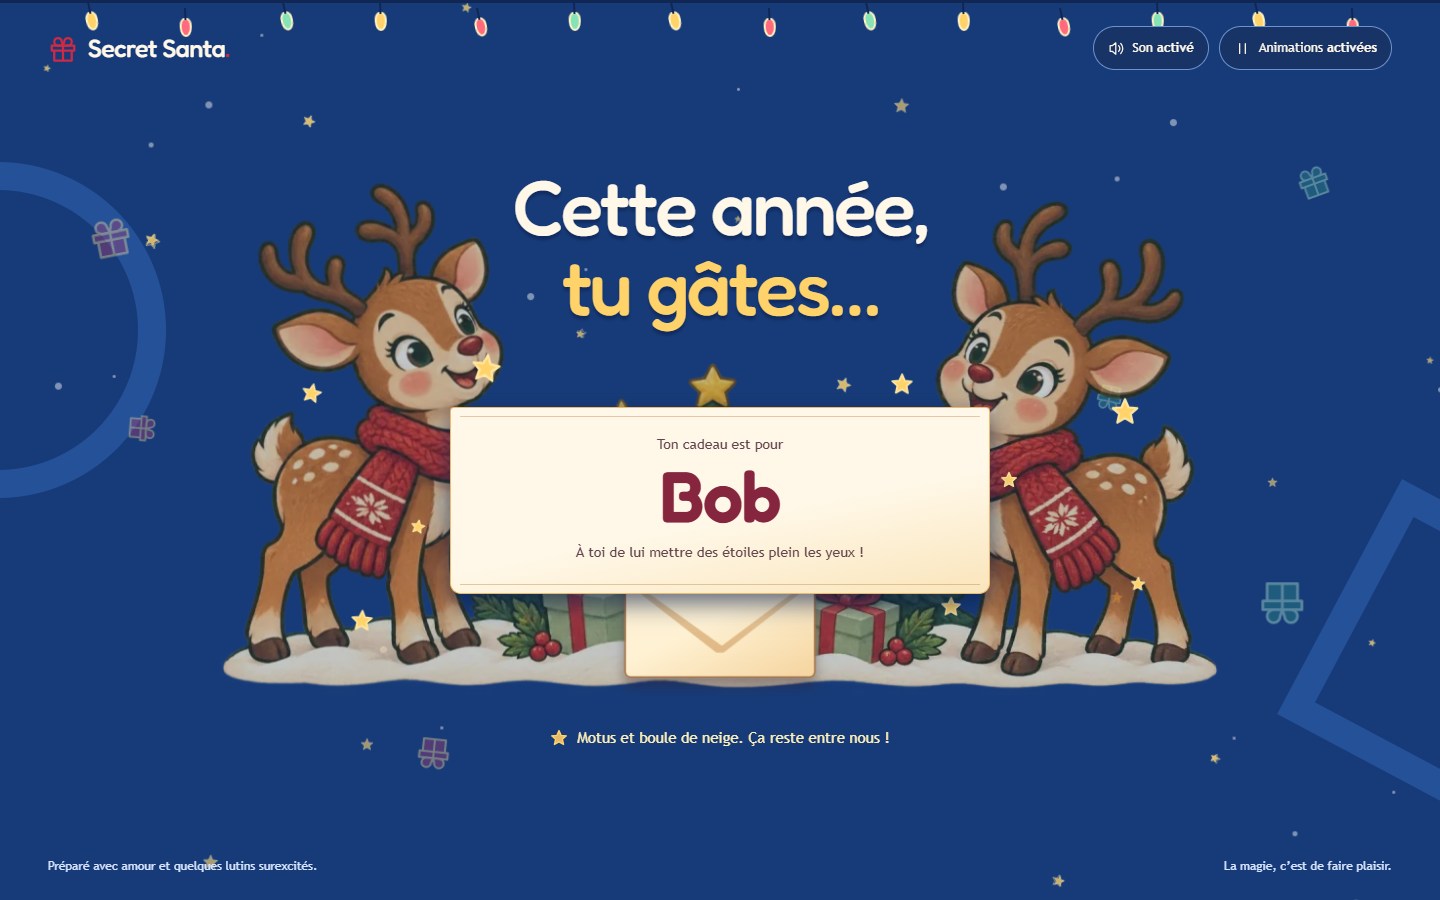 Secret Santa.
Son activé
Animations activées
Cette année,
tu gâtes...
Ton cadeau est pour
Bob
À toi de lui mettre des étoiles plein les yeux !
Motus et boule de neige. Ça reste entre nous !
Préparé avec amour et quelques lutins surexcités.
La magie, c’est de faire plaisir.